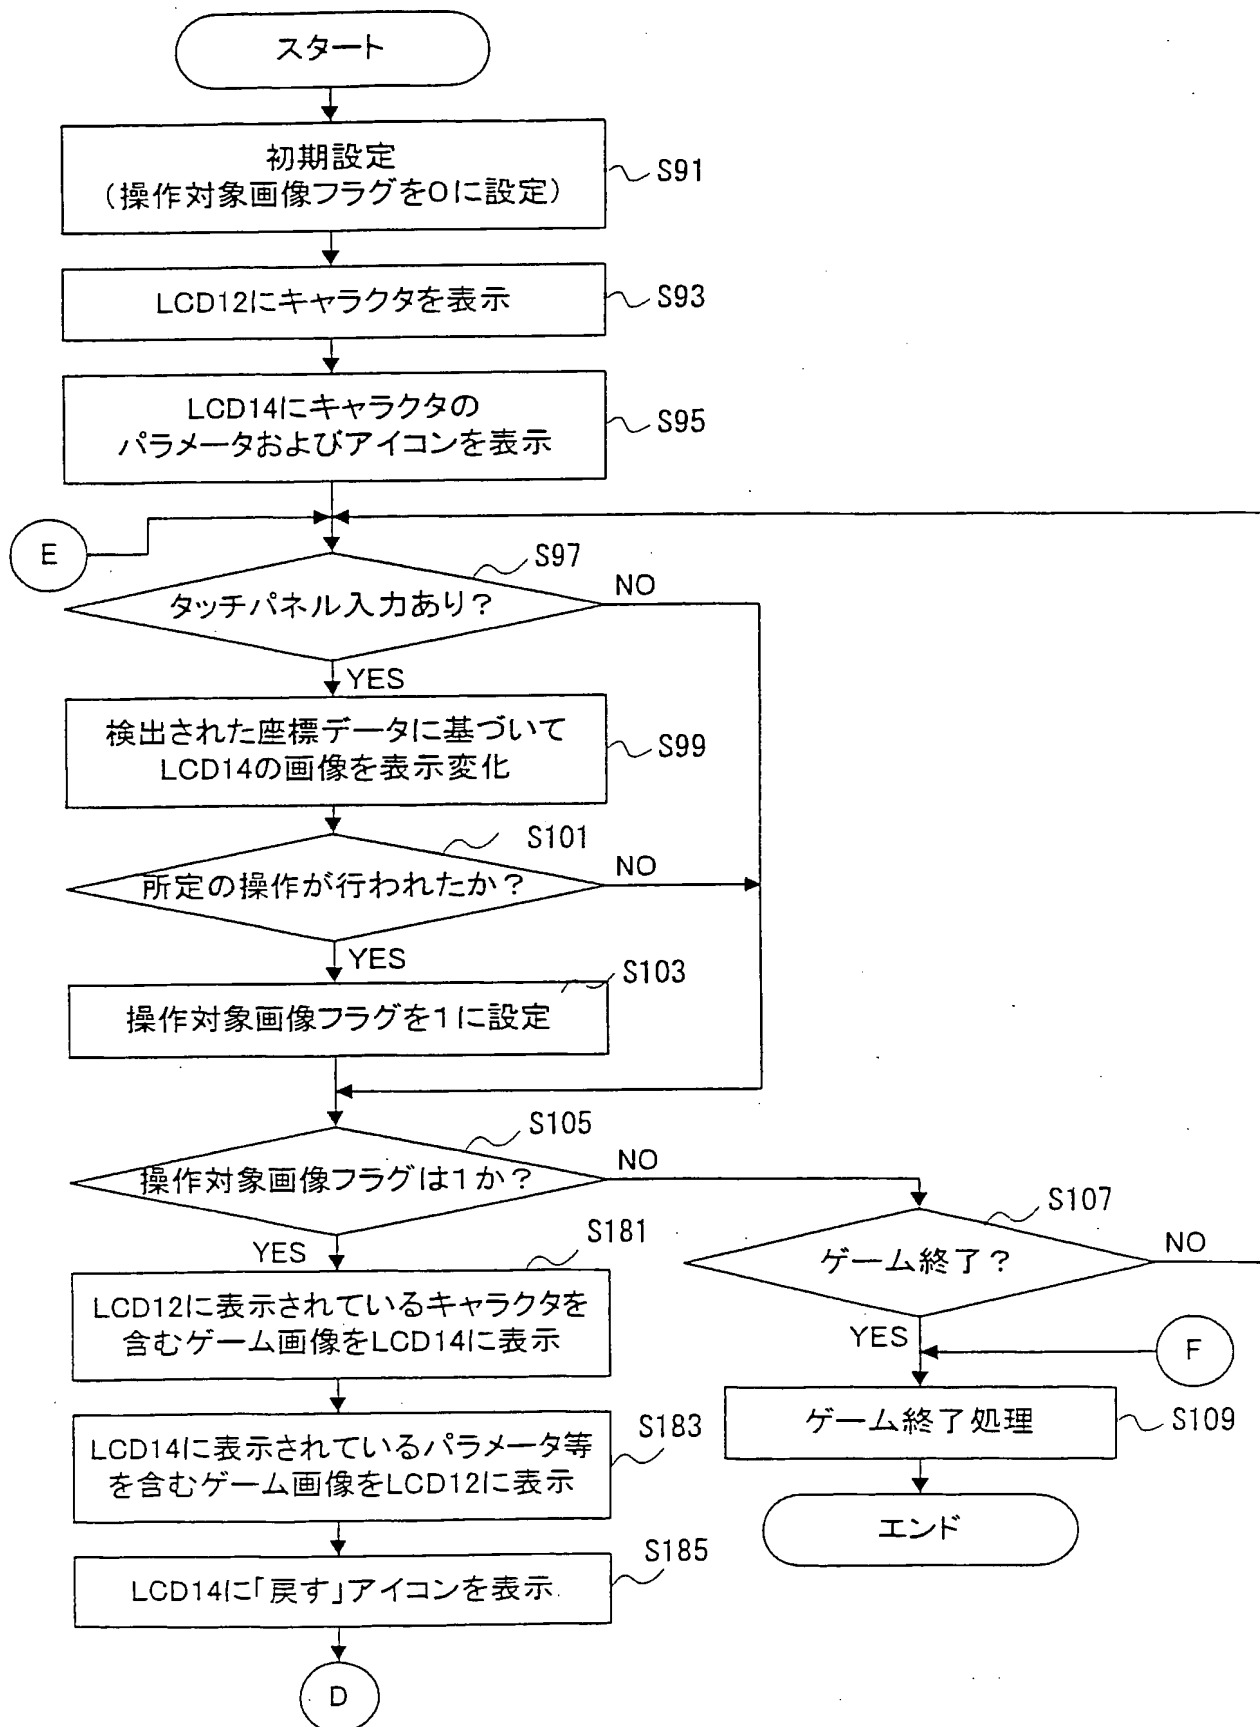 スタート
初期設定
(操作対象画像フラグを0に設定)
S91
LCD12にキャラクタを表示
S93
LCD14にキャラクタの
パラメータおよびアイコンを表示
S95
E
S97
タッチパネル入力あり?
NO
YES
検出された座標データに基づいて
LCD14の画像を表示変化
S99
S101
所定の操作が行われたか?
NO
YES
S103
操作対象画像フラグを1に設定
S105
操作対象画像フラグは1か?
NO
YES
S107
ゲーム終了?
NO
YES
F
ゲーム終了処理
S109
エンド
S181
LCD12に表示されているキャラクタを
含むゲーム画像をLCD14に表示
S183
LCD14に表示されているパラメータ等
を含むゲーム画像をLCD12に表示
S185
LCD14に「戻す」アイコンを表示
D